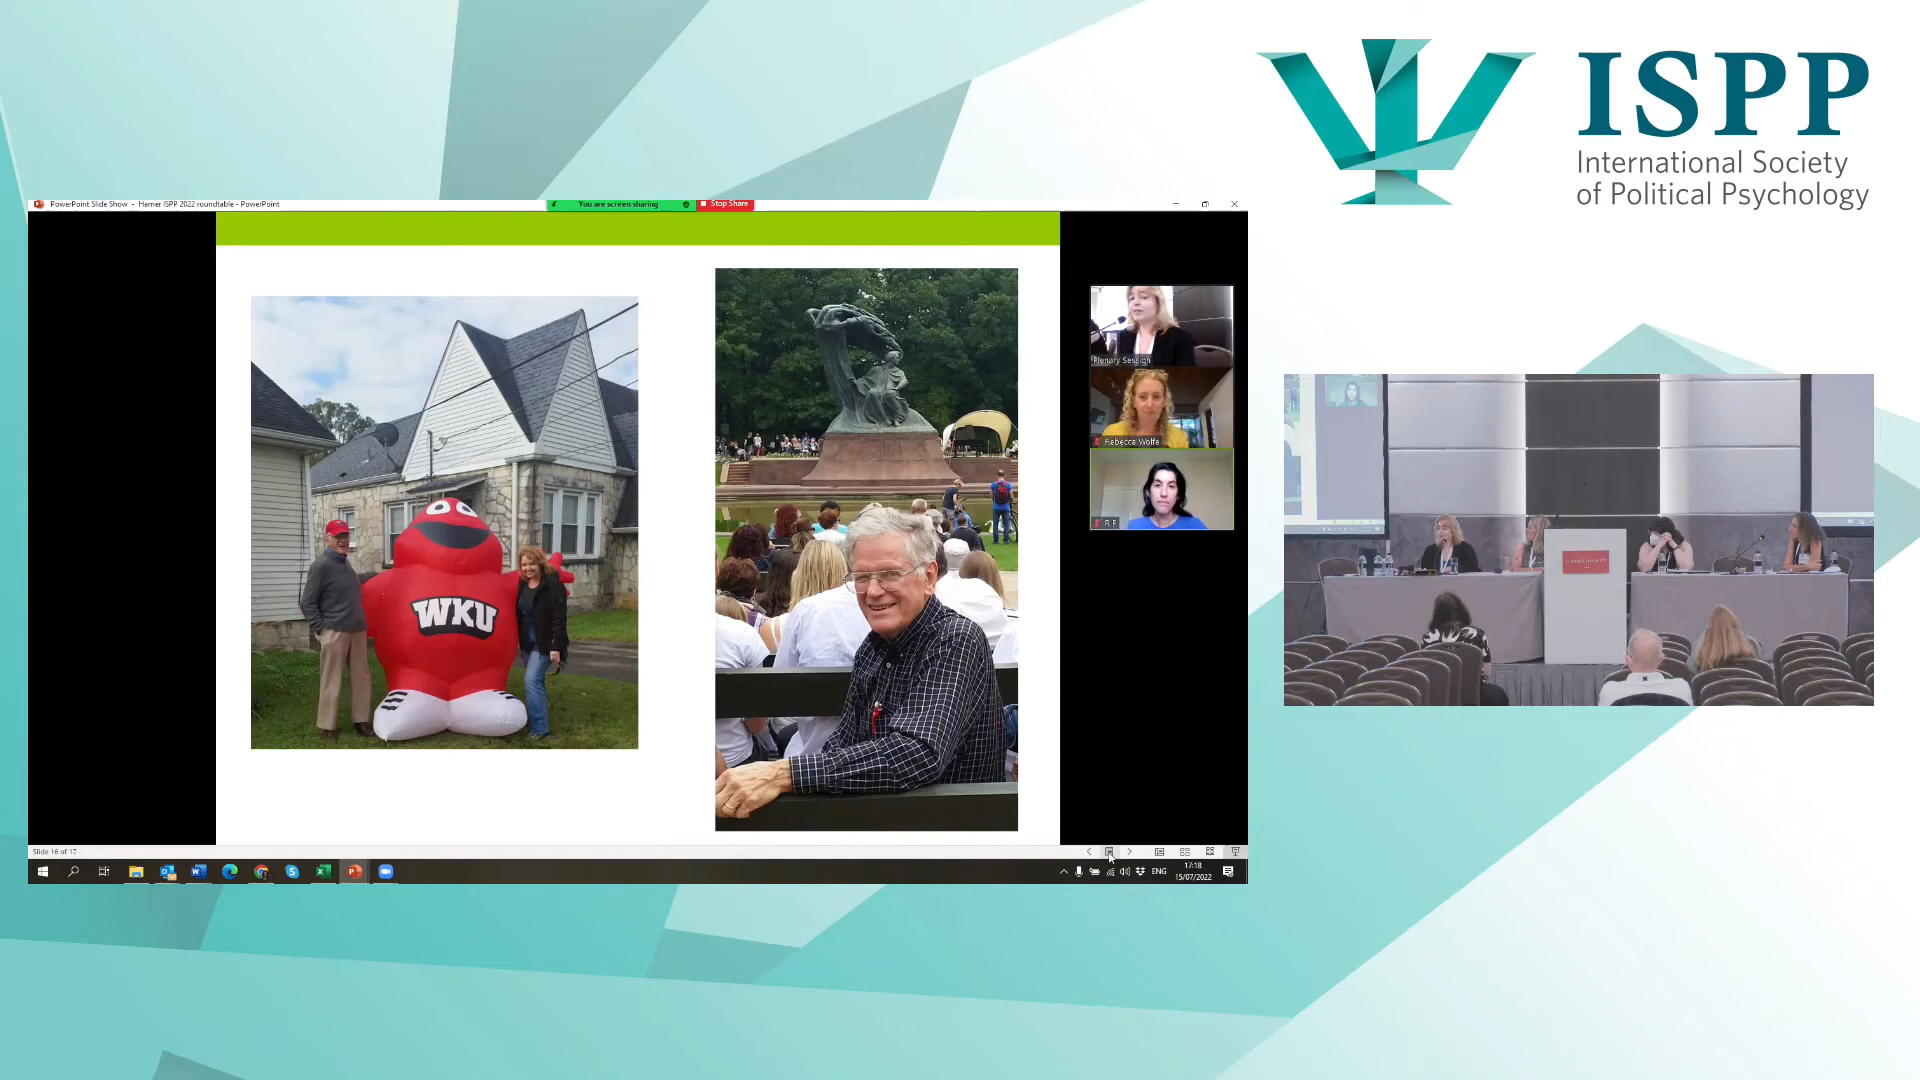 ISPP
International Society
of Political Psychology
PowerPoint Slide Show - Hamer ISPP 2022 roundtable - PowerPoint
You are screen sharing
Stop Share
WKU
Plenary Session
Rebecca Wolfe
R P
Slide 16 of 17
ENG
17:18
15/07/2022